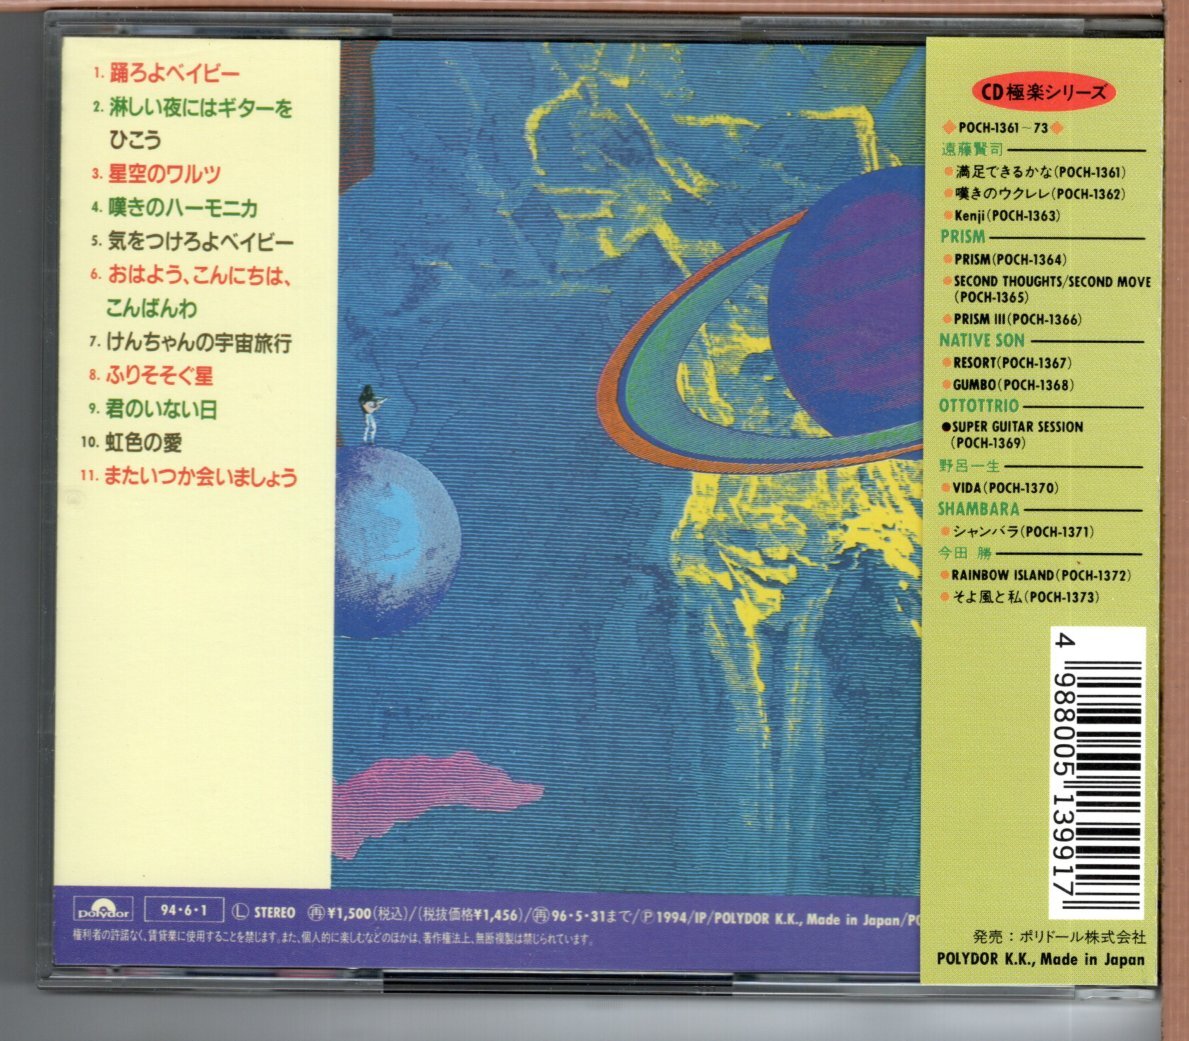 1. 踊ろよベイビー
2. 淋しい夜にはギターを
ひこう
3. 星空のワルツ
4. 嘆きのハーモニカ
5. 気をつけろよベイビー
6. おはよう、こんにちは、
こんばんわ
7. けんちゃんの宇宙旅行
8. ふりそそぐ星
9. 君のいない日
10. 虹色の愛
11. またいつか会いましょう
polydor 94・6・1 Ⓛ STEREO ㊞¥1,500(税込)/(税抜価格¥1,456)/再96・5・31まで/Ⓟ1994/IP/POLYDOR K.K., Made in Japan/PO
権利者の許諾なく、賃貸業に使用することを禁じます。また、個人的に楽しむなどのほかは、著作権法上、無断複製は禁じられています。
CD極楽シリーズ
◆POCH-1361〜73◆
遠藤賢司
●満足できるかな(POCH-1361)
●嘆きのウクレレ(POCH-1362)
●Kenji(POCH-1363)
PRISM
●PRISM(POCH-1364)
●SECOND THOUGHTS/SECOND MOVE
(POCH-1365)
●PRISM III(POCH-1366)
NATIVE SON
●RESORT(POCH-1367)
●GUMBO(POCH-1368)
OTTOTTRIO
●SUPER GUITAR SESSION
(POCH-1369)
野呂一生
●VIDA(POCH-1370)
SHAMBARA
●シャンバラ(POCH-1371)
今田 勝
●RAINBOW ISLAND(POCH-1372)
●そよ風と私(POCH-1373)
4 988005 139917
発売：ポリドール株式会社
POLYDOR K.K., Made in Japan